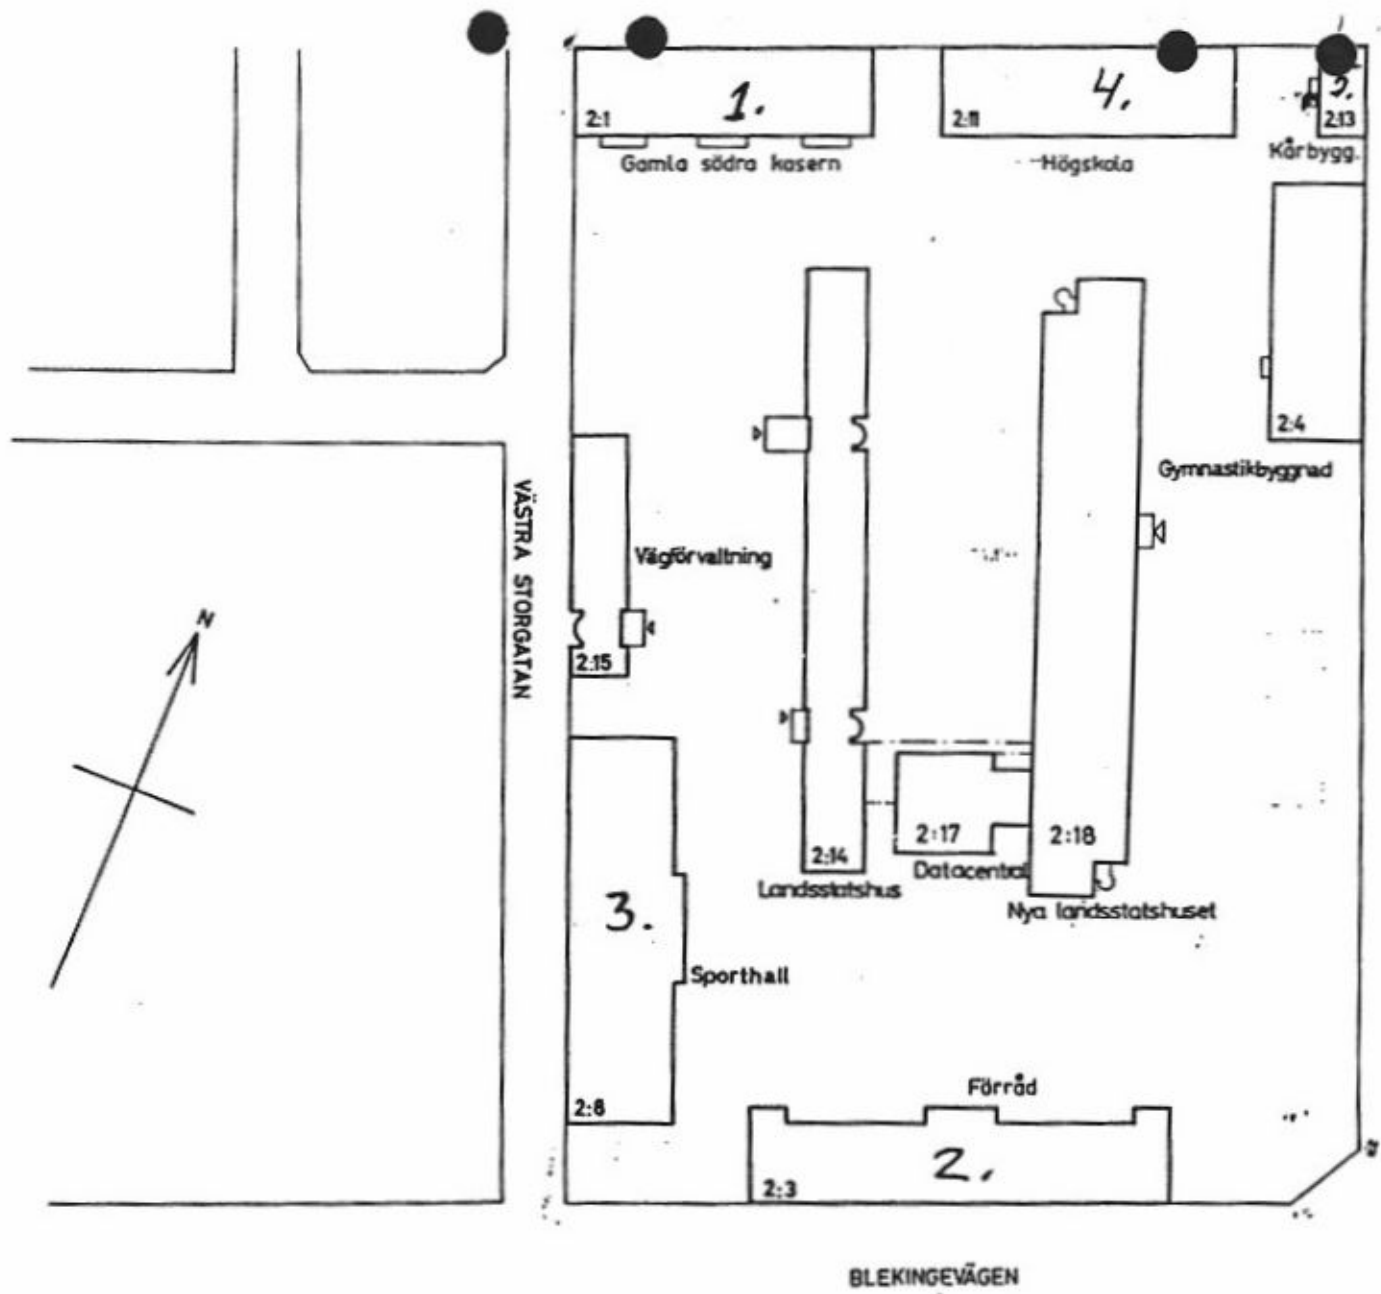 1.
2:1
Gamla södra kasern
4.
2:11
Högskola
2:13
Kårbygg.
2:4
Gymnastikbyggnad
VÄSTRA STORGATAN
Vägförvaltning
2:15
N
2:14
Landsstatshus
2:17
Datacentral
2:18
Nya landsstatshuset
3.
Sporthall
2:8
Förråd
2.
2:3
BLEKINGEVÄGEN